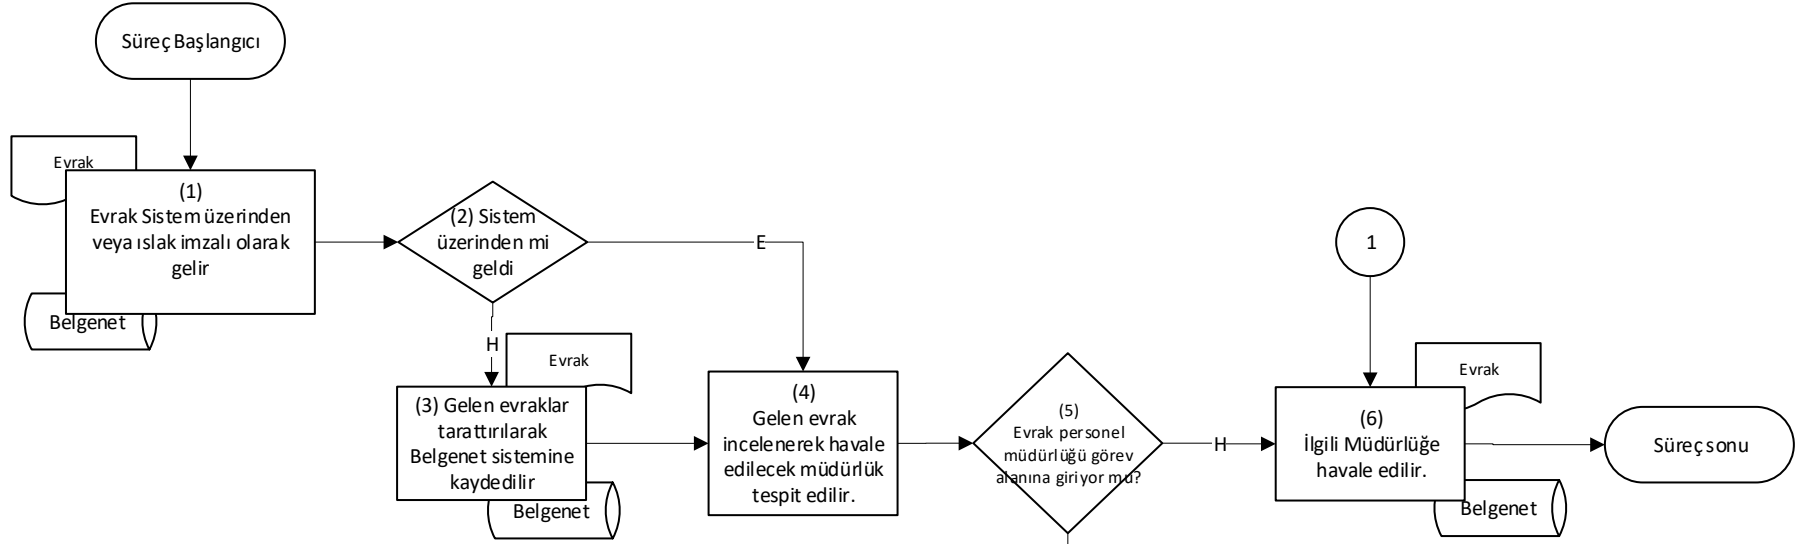 Süreç Başlangıcı
Evrak
(1)
Evrak Sistem üzerinden
veya ıslak imzalı olarak
gelir
Belgenet
(2) Sistem
üzerinden mi
geldi
E
H
Evrak
(3) Gelen evraklar
tarattırılarak
Belgenet sistemine
kaydedilir
Belgenet
(4)
Gelen evrak
incelenerek havale
edilecek müdürlük
tespit edilir.
(5)
Evrak personel
müdürlüğü görev
alanına giriyor mu?
H
1
Evrak
(6)
İlgili Müdürlüğe
havale edilir.
Belgenet
Süreç sonu